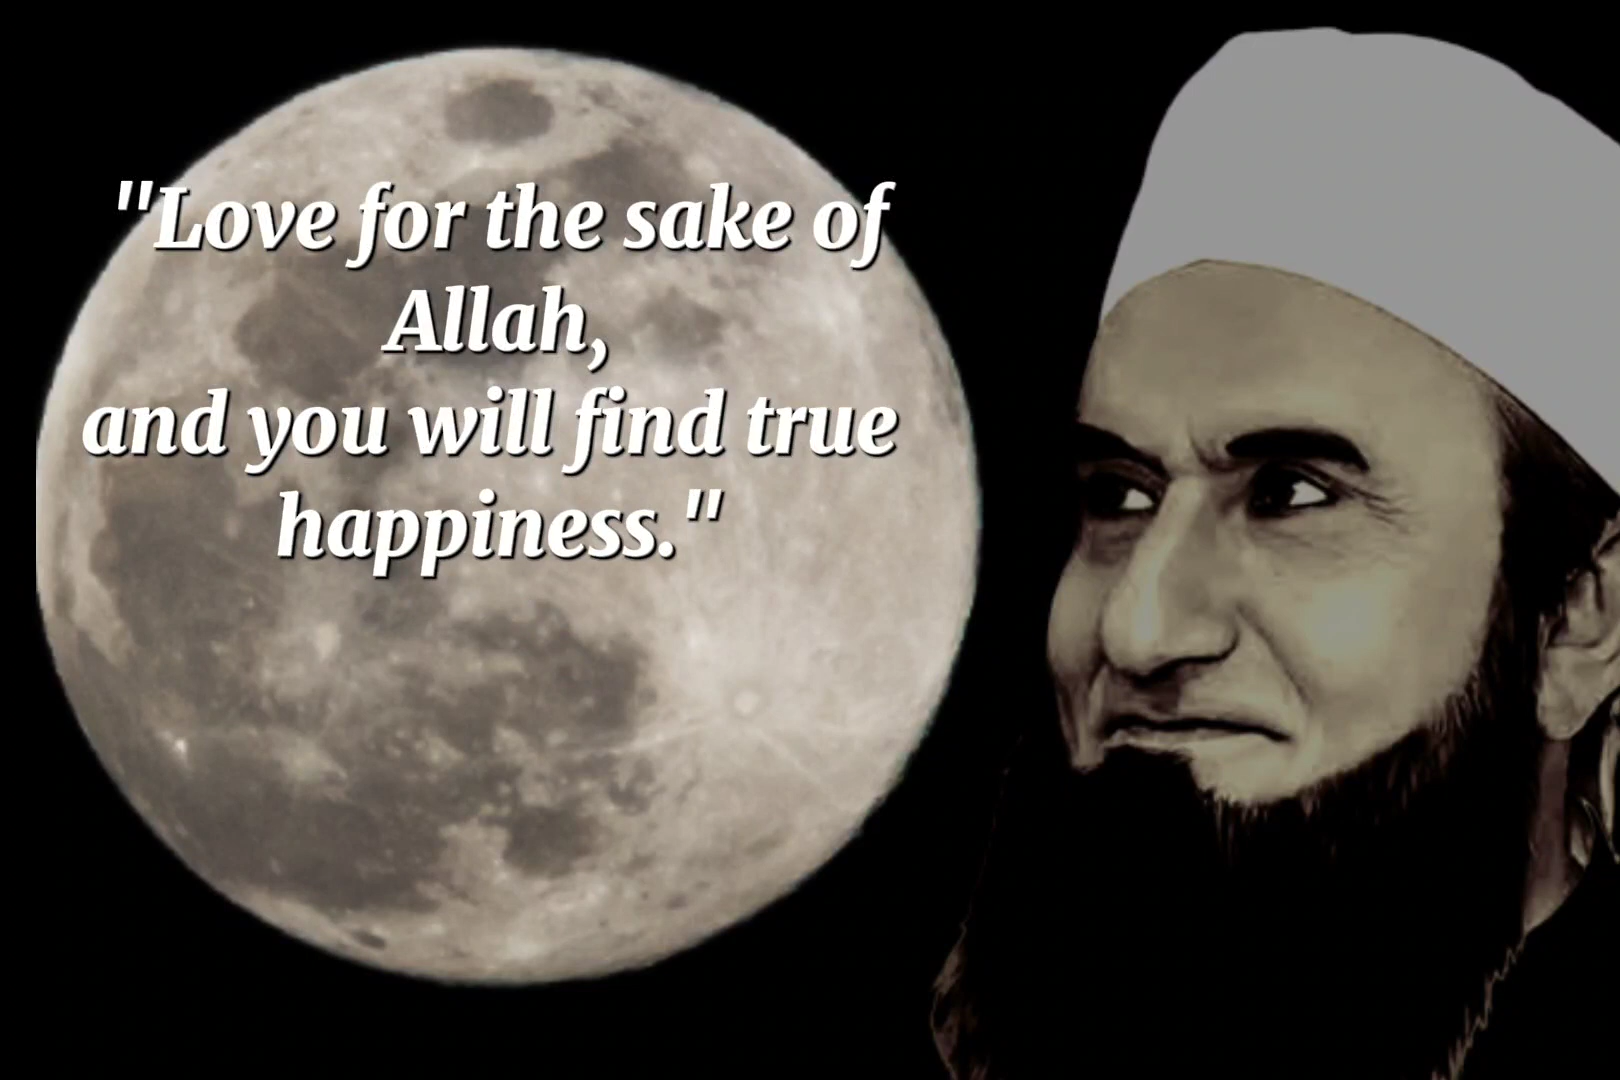 "Love for the sake of
Allah,
and you will find true
happiness."